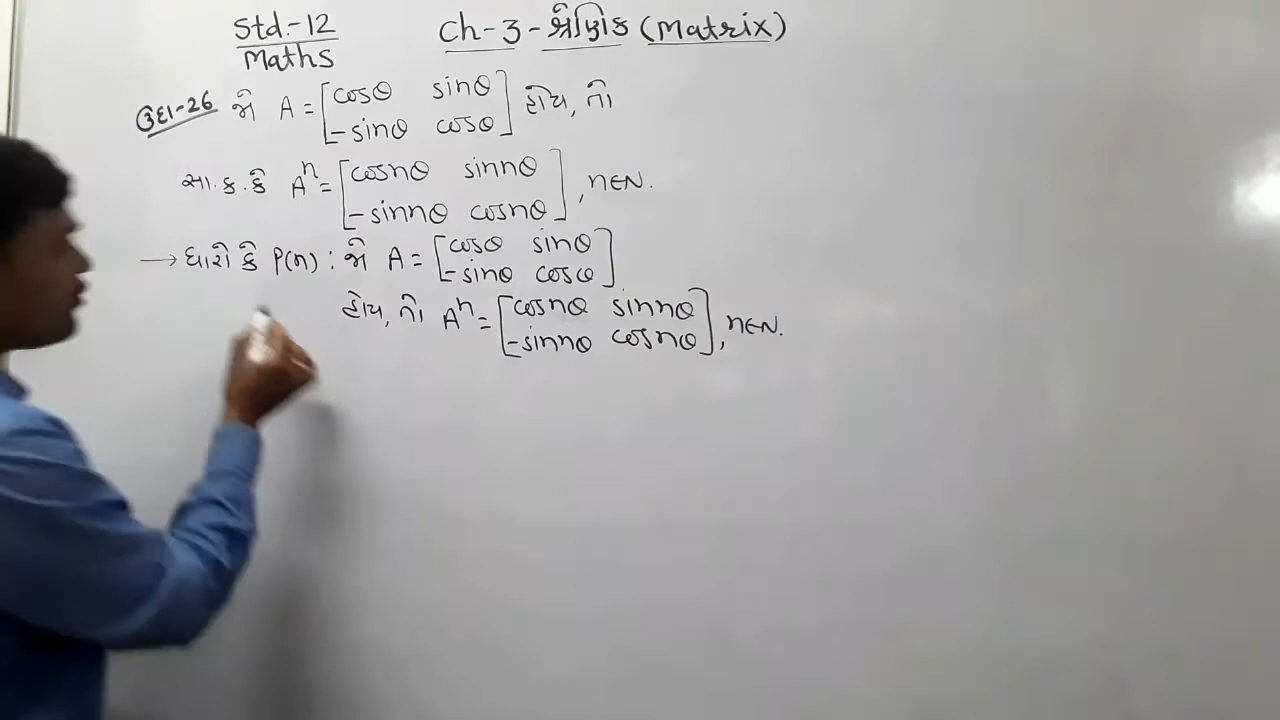 Std.-12
Maths
Ch-3-શ્રેણિક (Matrix)
ઉદા-26 જો A = [cosθ sinθ
-sinθ cosθ] હોય, તો
સા. ક. કે Aⁿ = [cosnθ sinnθ
-sinnθ cosnθ], n∈N.
→ ધારો કે P(n) : જો A = [cosθ sinθ
-sinθ cosθ]
હોય, તો Aⁿ = [cosnθ sinnθ
-sinnθ cosnθ], n∈N.